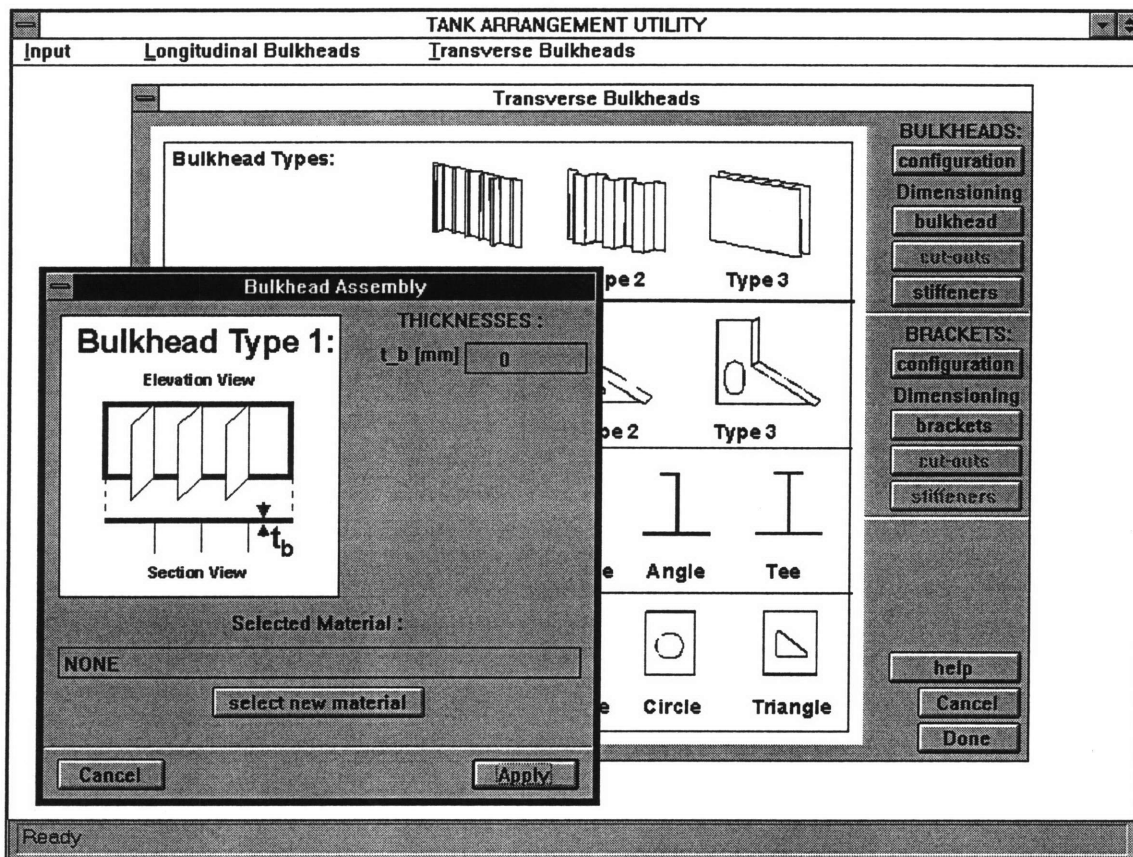 TANK ARRANGEMENT UTILITY
Input Longitudinal Bulkheads Transverse Bulkheads
Transverse Bulkheads
Bulkhead Types:
pe 2 Type 3
pe 2 Type 3
e Angle Tee
e Circle Triangle
BULKHEADS:
configuration
Dimensioning
bulkhead
cut-outs
stiffeners
BRACKETS:
configuration
Dimensioning
brackets
cut-outs
stiffeners
help
Cancel
Done
Bulkhead Assembly
Bulkhead Type 1:
Elevation View
t_b
Section View
THICKNESSES :
t_b [mm] 0
Selected Material :
NONE
select new material
Cancel Apply
Ready